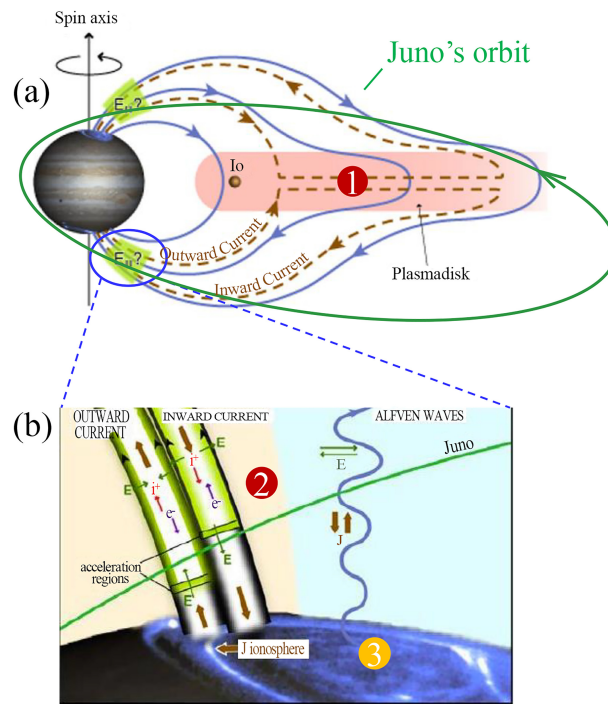 Spin axis
Juno's orbit
(a)
E||?
Io
1
Outward Current
Inward Current
E||?
Plasmadisk
(b)
OUTWARD
CURRENT
INWARD CURRENT
ALFVEN WAVES
Juno
E
E
E
i+
i+
2
e-
e-
J
acceleration
regions
E
E
J ionosphere
3